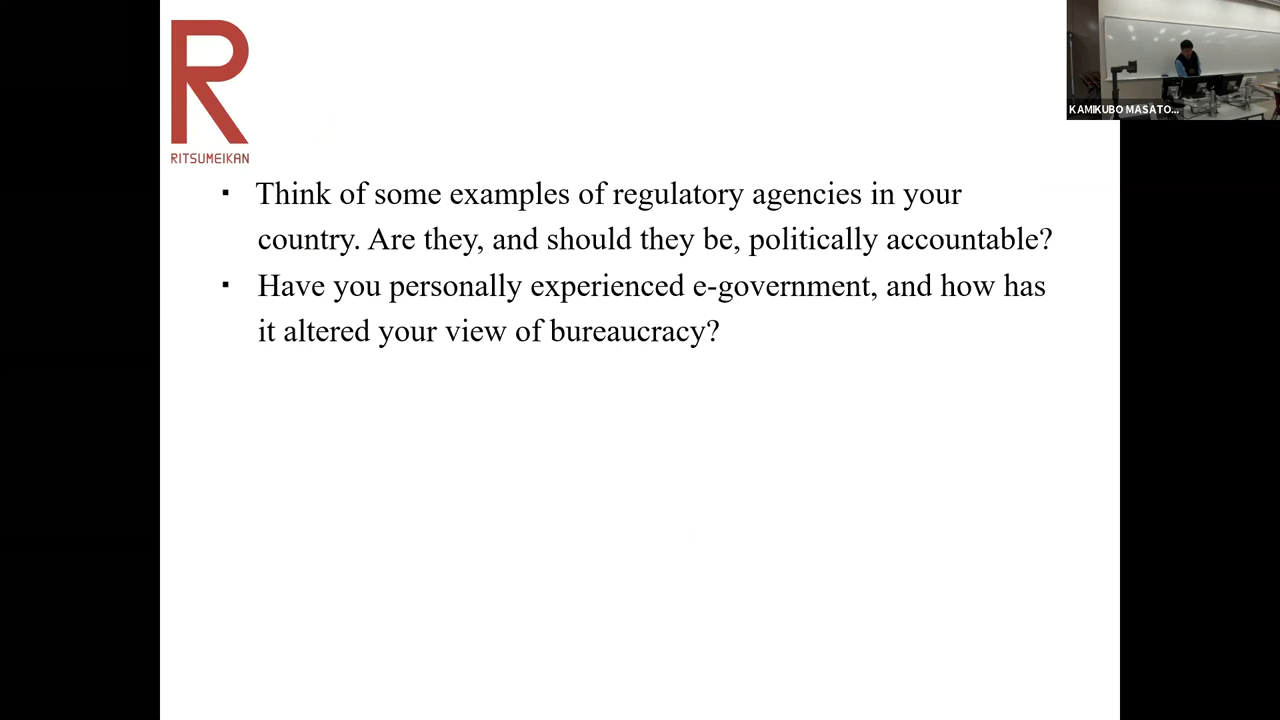 R
RITSUMEIKAN
KAMIKUBO MASATO...
▪ Think of some examples of regulatory agencies in your
country. Are they, and should they be, politically accountable?
▪ Have you personally experienced e-government, and how has
it altered your view of bureaucracy?